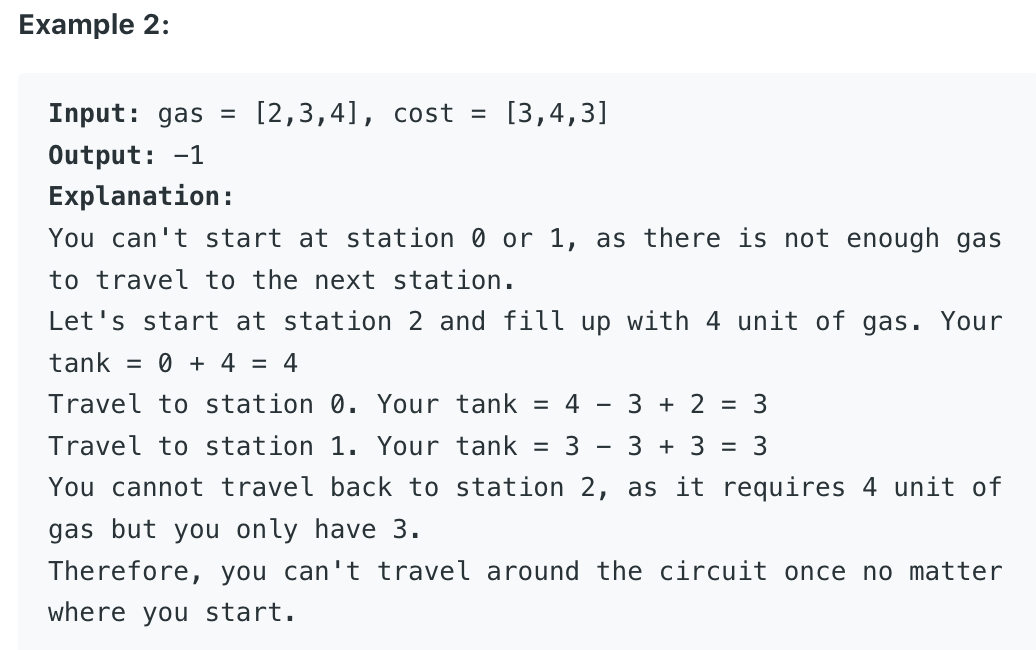 Example 2:
Input: gas = [2,3,4], cost = [3,4,3]
Output: −1
Explanation:
You can't start at station 0 or 1, as there is not enough gas
to travel to the next station.
Let's start at station 2 and fill up with 4 unit of gas. Your
tank = 0 + 4 = 4
Travel to station 0. Your tank = 4 − 3 + 2 = 3
Travel to station 1. Your tank = 3 − 3 + 3 = 3
You cannot travel back to station 2, as it requires 4 unit of
gas but you only have 3.
Therefore, you can't travel around the circuit once no matter
where you start.